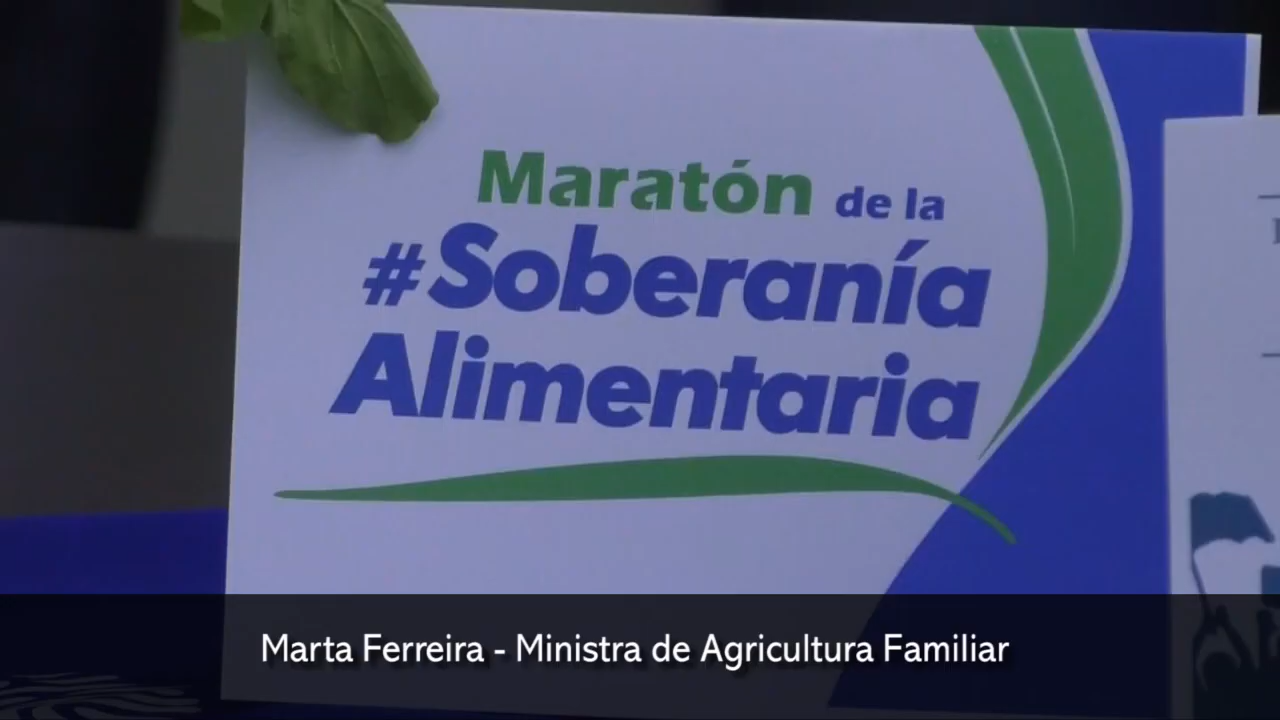 Maratón de la
#Soberanía
Alimentaria
Marta Ferreira - Ministra de Agricultura Familiar